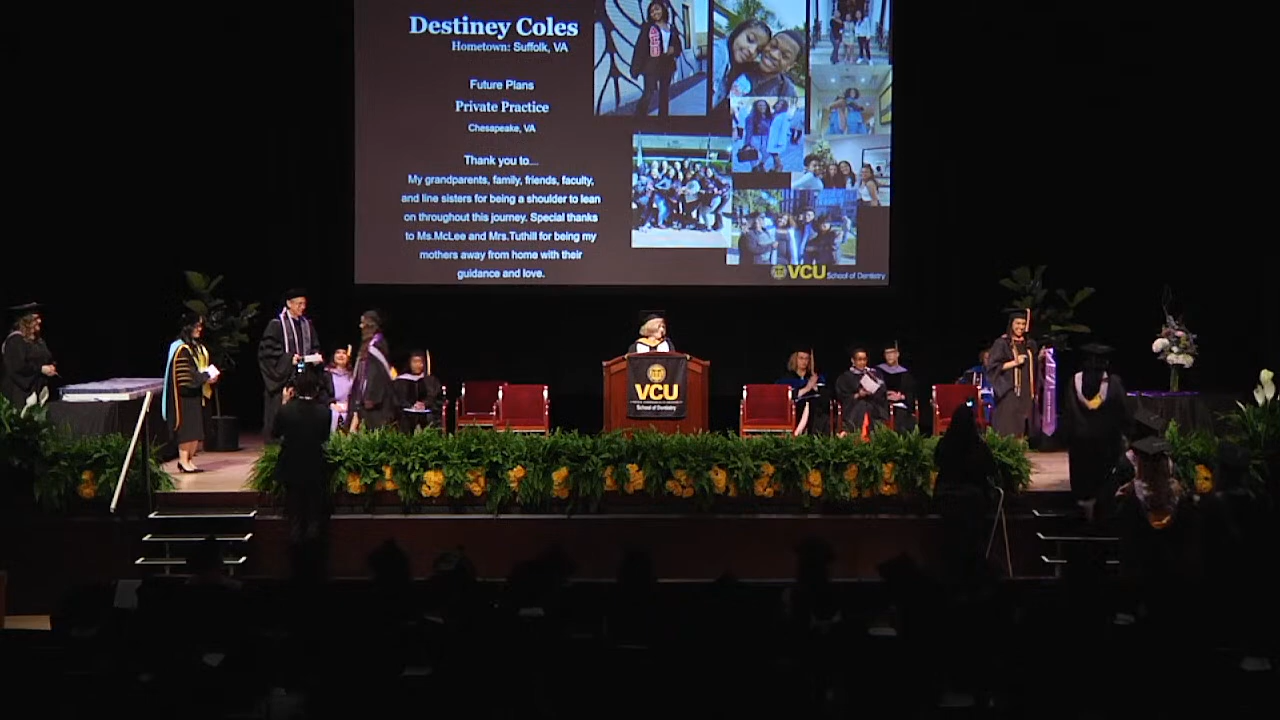 Destiney Coles
Hometown: Suffolk, VA
Future Plans
Private Practice
Chesapeake, VA
Thank you to....
My grandparents, family, friends, faculty,
and line sisters for being a shoulder to lean
on throughout this journey. Special thanks
to Ms.McLee and Mrs.Tuthill for being my
mothers away from home with their
guidance and love.
VCU School of Dentistry
VCU
School of Dentistry